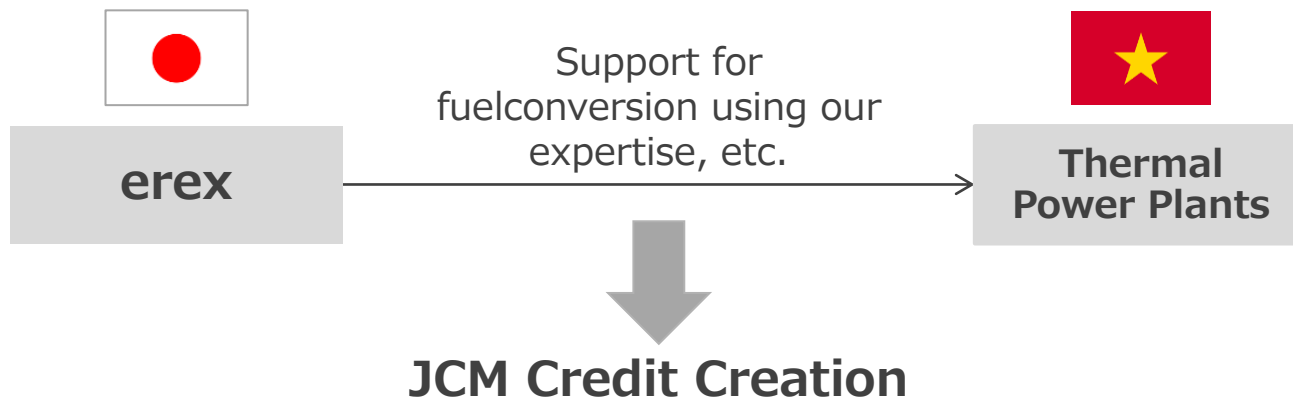 Support for
fuelconversion using our
expertise, etc.
erex
Thermal
Power Plants
JCM Credit Creation